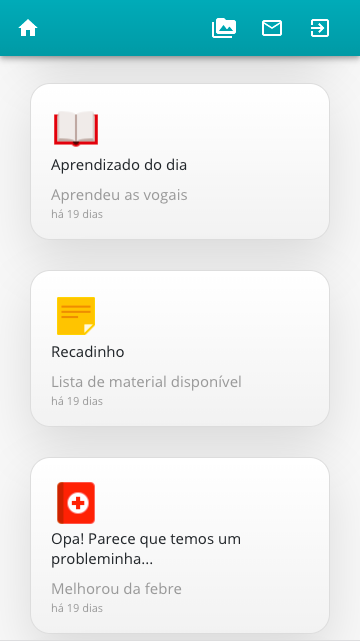 Aprendizado do dia
Aprendeu as vogais
há 19 dias
Recadinho
Lista de material disponível
há 19 dias
Opa! Parece que temos um
probleminha...
Melhorou da febre
há 19 dias